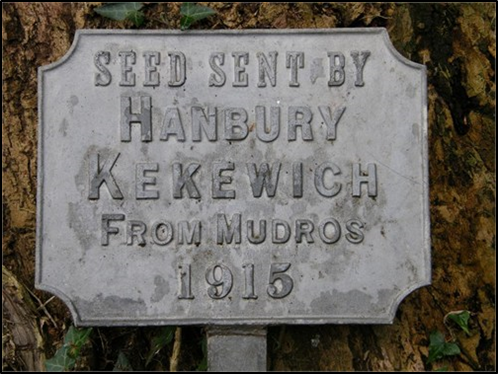 SEED SENT BY
HANBURY
KEKEWICH
FROM MUDROS
1915